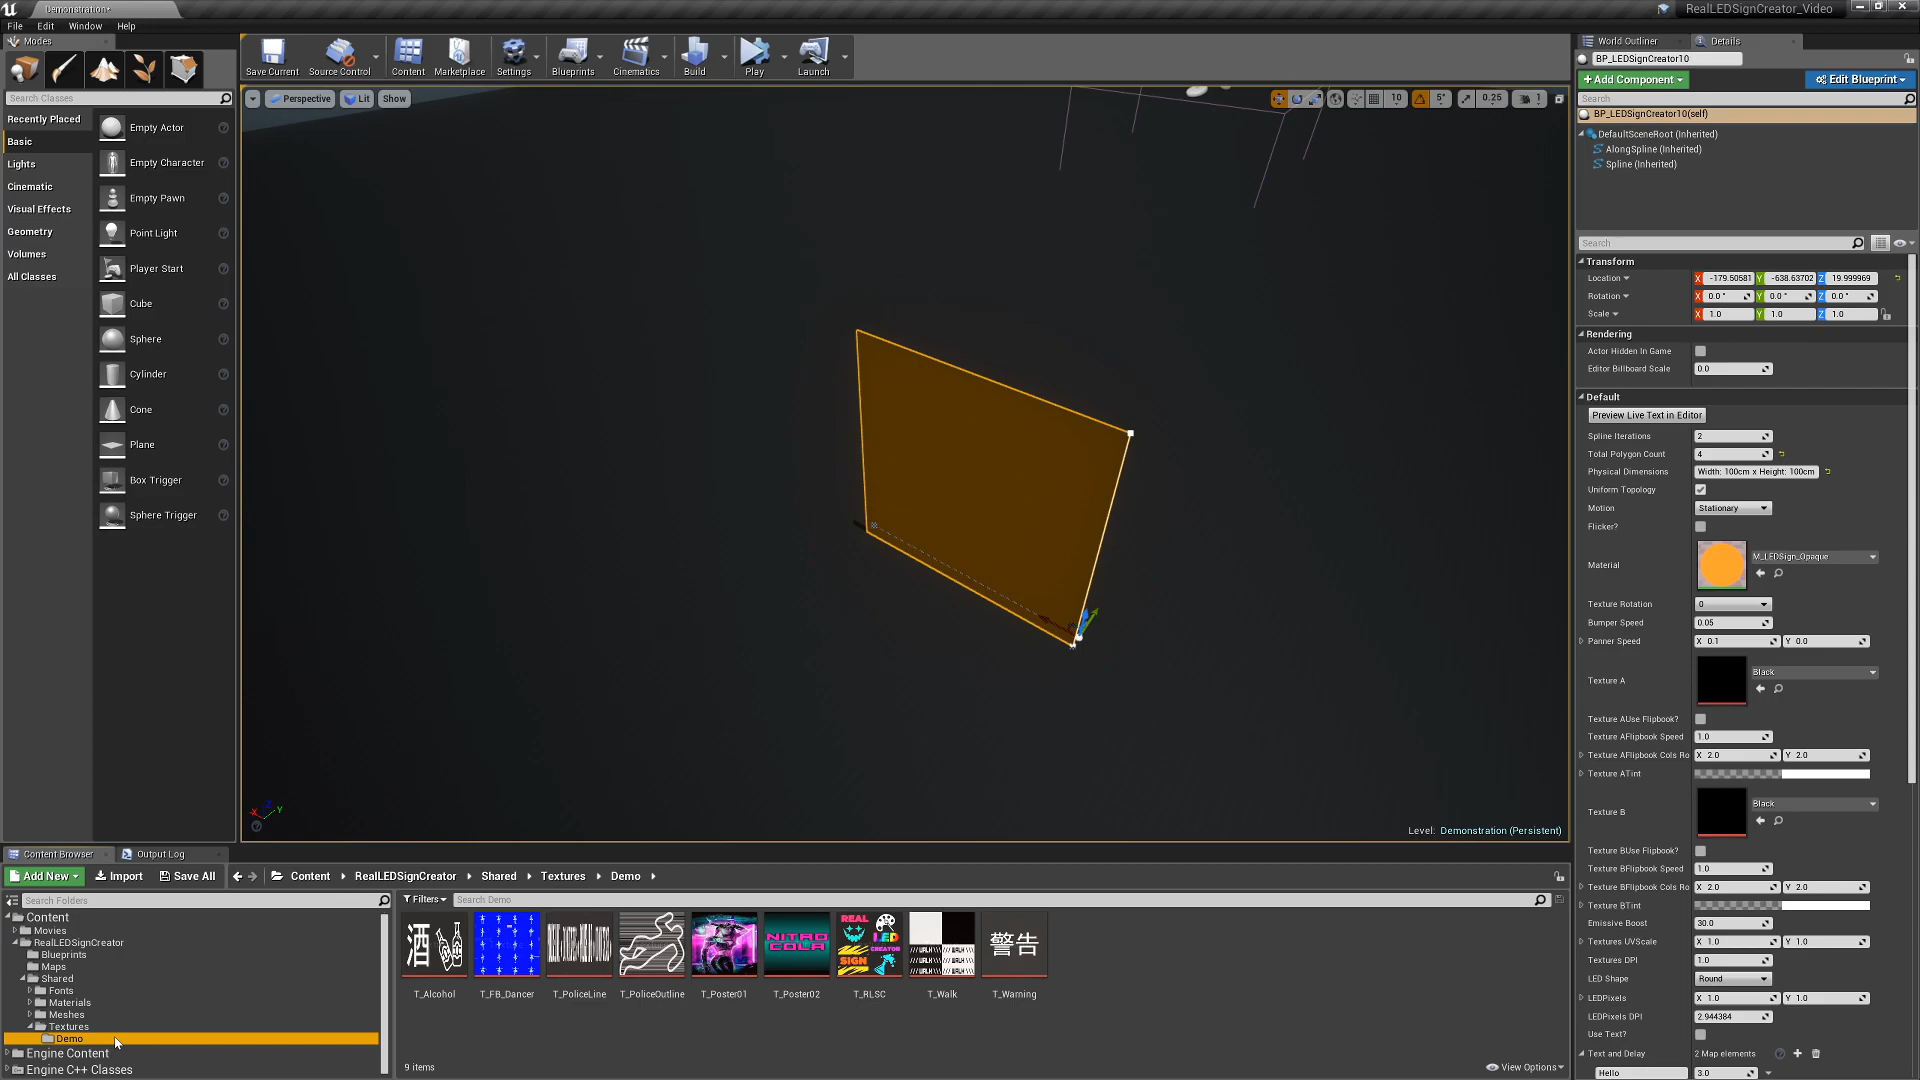 Demonstration*
RealLEDSignCreator_Video
File Edit Window Help
Modes
World Outliner Details
Save Current Source Control Content Marketplace Settings Blueprints Cinematics Build Play Launch
BP_LEDSignCreator10
+Add Component Edit Blueprint
Search Classes
Perspective Lit Show
10 5° 0.25 1
Search
BP_LEDSignCreator10(self)
DefaultSceneRoot (Inherited)
AlongSpline (Inherited)
Spline (Inherited)
Recently Placed
Basic
Lights
Cinematic
Visual Effects
Geometry
Volumes
All Classes
Empty Actor
Empty Character
Empty Pawn
Point Light
Player Start
Cube
Sphere
Cylinder
Cone
Plane
Box Trigger
Sphere Trigger
Search
Transform
Location X -179.50581 Y -638.63702 Z 19.999969
Rotation X 0.0° Y 0.0° Z 0.0°
Scale X 1.0 Y 1.0 Z 1.0
Rendering
Actor Hidden In Game
Editor Billboard Scale 0.0
Default
Preview Live Text in Editor
Spline Iterations 2
Total Polygon Count 4
Physical Dimensions Width: 100cm x Height: 100cm
Uniform Topology
Motion Stationary
Flicker?
Material M_LEDSign_Opaque
Texture Rotation 0
Bumper Speed 0.05
Panner Speed X 0.1 Y 0.0
Texture A Black
Texture AUse Flipbook?
Texture AFlipbook Speed 1.0
Texture AFlipbook Cols Ro X 2.0 Y 2.0
Texture ATint
Texture B Black
Texture BUse Flipbook?
Texture BFlipbook Speed 1.0
Texture BFlipbook Cols Ro X 2.0 Y 2.0
Texture BTint
Emissive Boost 30.0
Textures UVScale X 1.0 Y 1.0
Textures DPI 1.0
LED Shape Round
LEDPixels X 1.0 Y 1.0
LEDPixels DPI 2.944384
Use Text?
Text and Delay 2 Map elements
Hello 3.0
X Z Y
Level: Demonstration (Persistent)
Content Browser Output Log
Add New Import Save All Content RealLEDSignCreator Shared Textures Demo
Search Folders
Filters Search Demo
Content
Movies
RealLEDSignCreator
Blueprints
Maps
Shared
Fonts
Materials
Meshes
Textures
Demo
Engine Content
Engine C++ Classes
酒
NITRO
COLA
REAL
LED
CREATOR
SIGN
警告
T_Alcohol T_FB_Dancer T_PoliceLine T_PoliceOutline T_Poster01 T_Poster02 T_RLSC T_Walk T_Warning
9 items
View Options